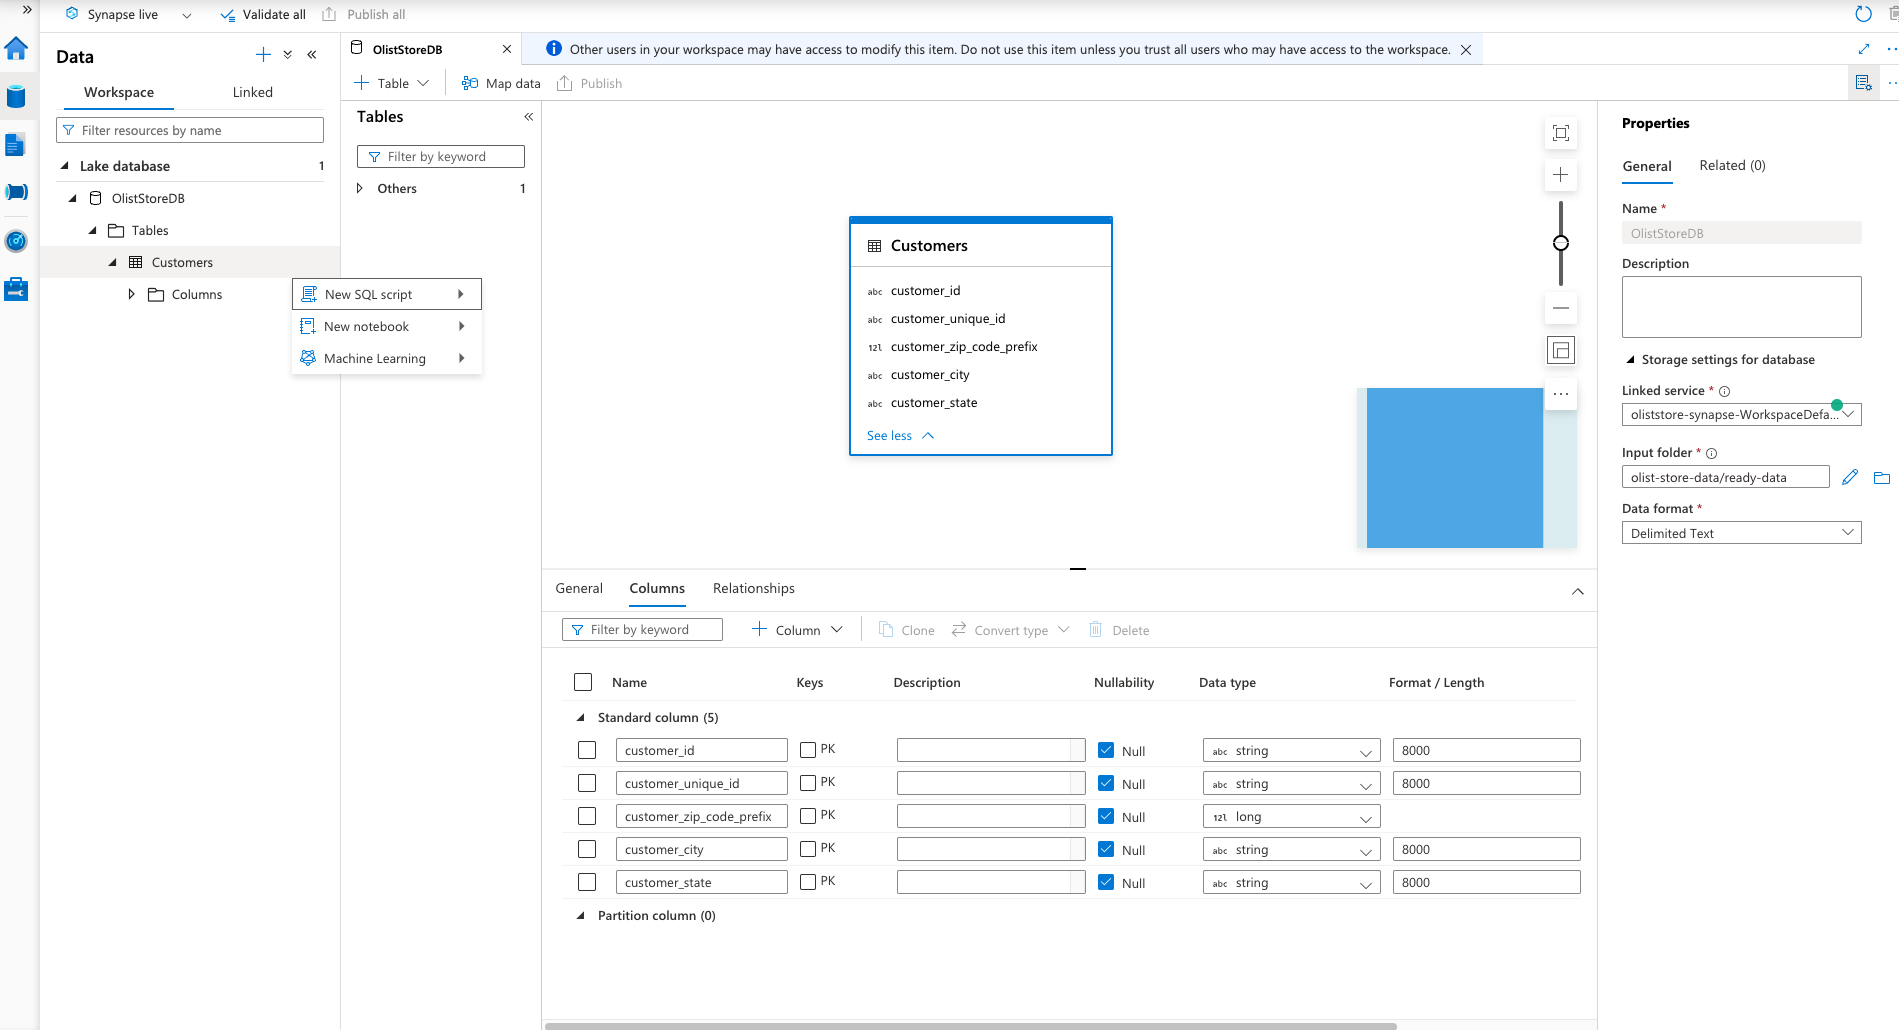 Synapse live
Validate all
Publish all
Data
Workspace
Linked
Filter resources by name
Lake database
1
OlistStoreDB
Tables
Customers
Columns
New SQL script
New notebook
Machine Learning
OlistStoreDB
Other users in your workspace may have access to modify this item. Do not use this item unless you trust all users who may have access to the workspace.
Table
Map data
Publish
Tables
Filter by keyword
Others
1
Customers
abc customer_id
abc customer_unique_id
12l customer_zip_code_prefix
abc customer_city
abc customer_state
See less
General
Columns
Relationships
Filter by keyword
Column
Clone
Convert type
Delete
Name Keys Description Nullability Data type Format / Length
Standard column (5)
customer_id PK Null abc string 8000
customer_unique_id PK Null abc string 8000
customer_zip_code_prefix PK Null 12l long
customer_city PK Null abc string 8000
customer_state PK Null abc string 8000
Partition column (0)
Properties
General
Related (0)
Name *
OlistStoreDB
Description
Storage settings for database
Linked service *
oliststore-synapse-WorkspaceDefa...
Input folder *
olist-store-data/ready-data
Data format *
Delimited Text